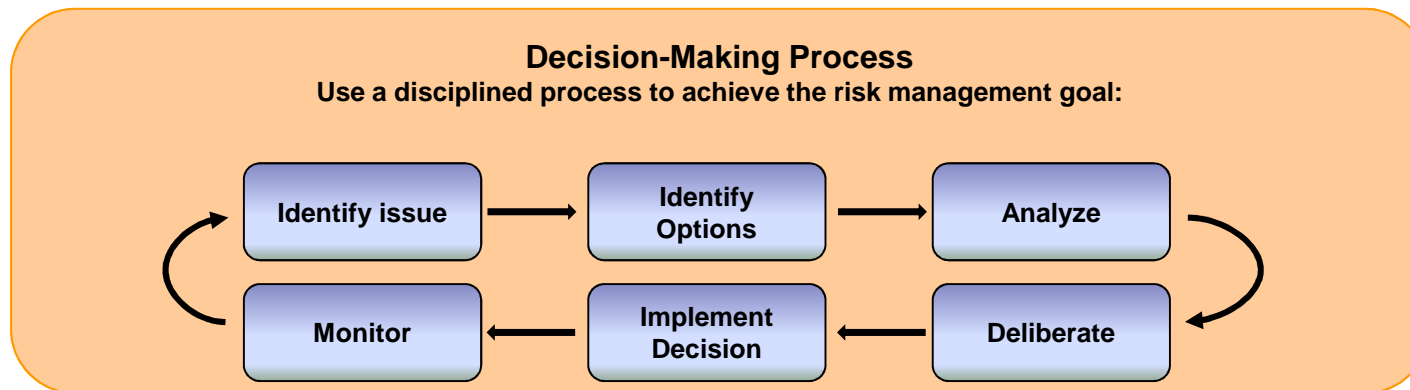 Decision-Making Process
Use a disciplined process to achieve the risk management goal:
Identify issue
Identify
Options
Analyze
Deliberate
Implement
Decision
Monitor